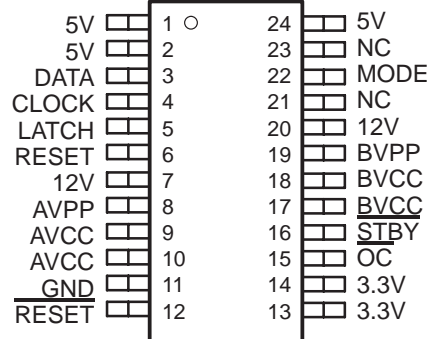 5V 1 24 5V
5V 2 23 NC
DATA 3 22 MODE
CLOCK 4 21 NC
LATCH 5 20 12V
RESET 6 19 BVPP
12V 7 18 BVCC
AVPP 8 17 BVCC
AVCC 9 16 STBY
AVCC 10 15 OC
GND 11 14 3.3V
RESET 12 13 3.3V